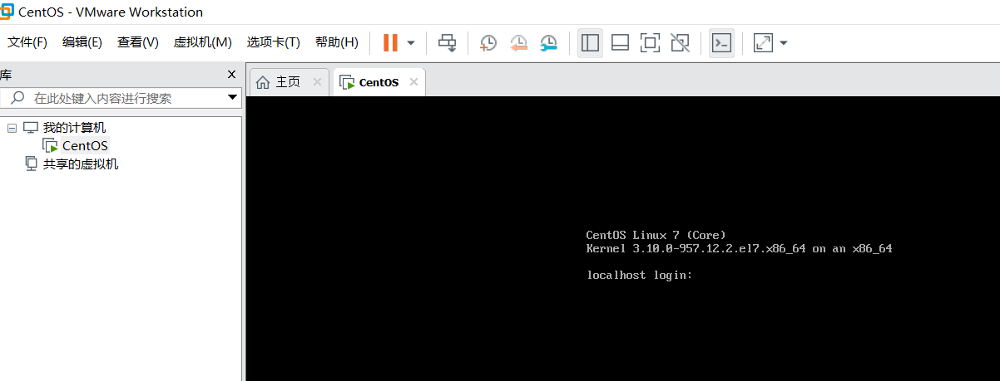 CentOS - VMware Workstation
文件(F) 编辑(E) 查看(V) 虚拟机(M) 选项卡(T) 帮助(H)
库
在此处键入内容进行搜索
我的计算机
CentOS
共享的虚拟机
主页
CentOS
CentOS Linux 7 (Core)
Kernel 3.10.0-957.12.2.el7.x86_64 on an x86_64
localhost login: